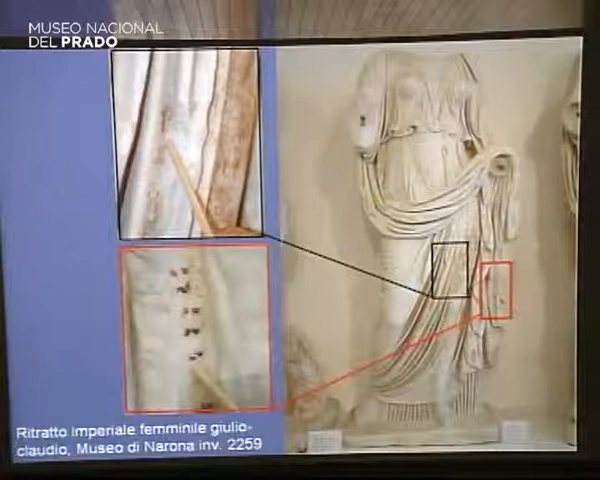 MUSEO NACIONAL
DEL PRADO
Ritratto imperiale femminile giulio-
claudio, Museo di Narona inv. 2259